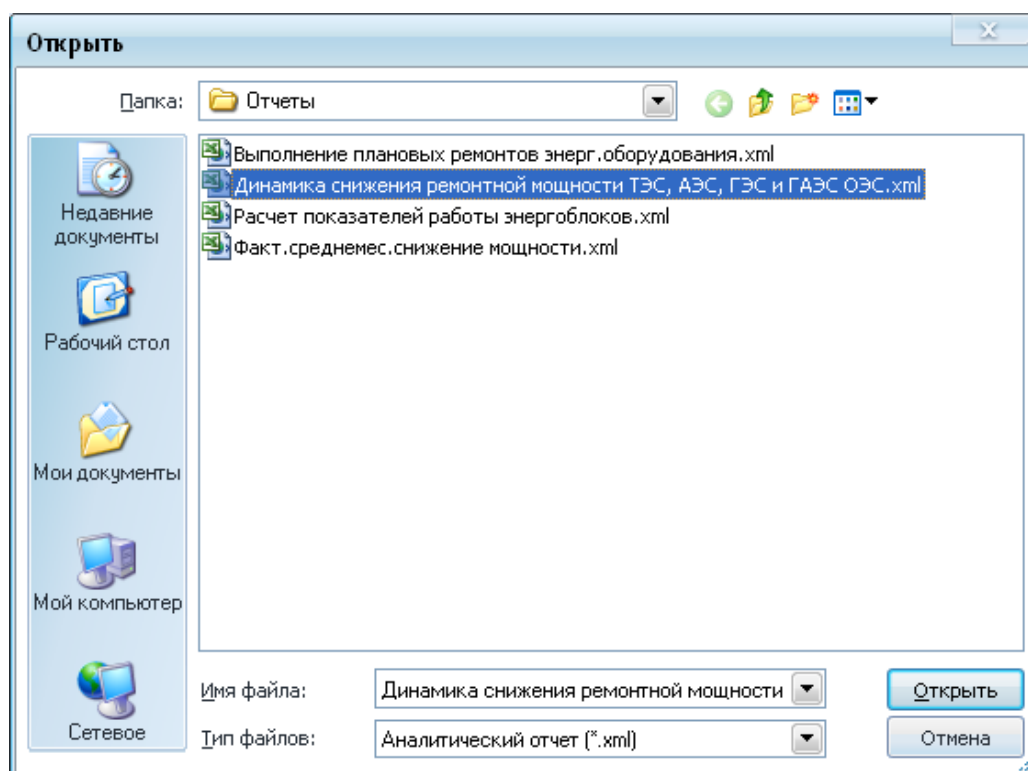 Открыть
Папка:
Отчеты
Выполнение плановых ремонтов энерг.оборудования.xml
Динамика снижения ремонтной мощности ТЭС, АЭС, ГЭС и ГАЭС ОЭС.xml
Расчет показателей работы энергоблоков.xml
Факт.среднемес.снижение мощности.xml
Недавние
документы
Рабочий стол
Мои документы
Мой компьютер
Сетевое
Имя файла:
Динамика снижения ремонтной мощности
Открыть
Тип файлов:
Аналитический отчет (*.xml)
Отмена